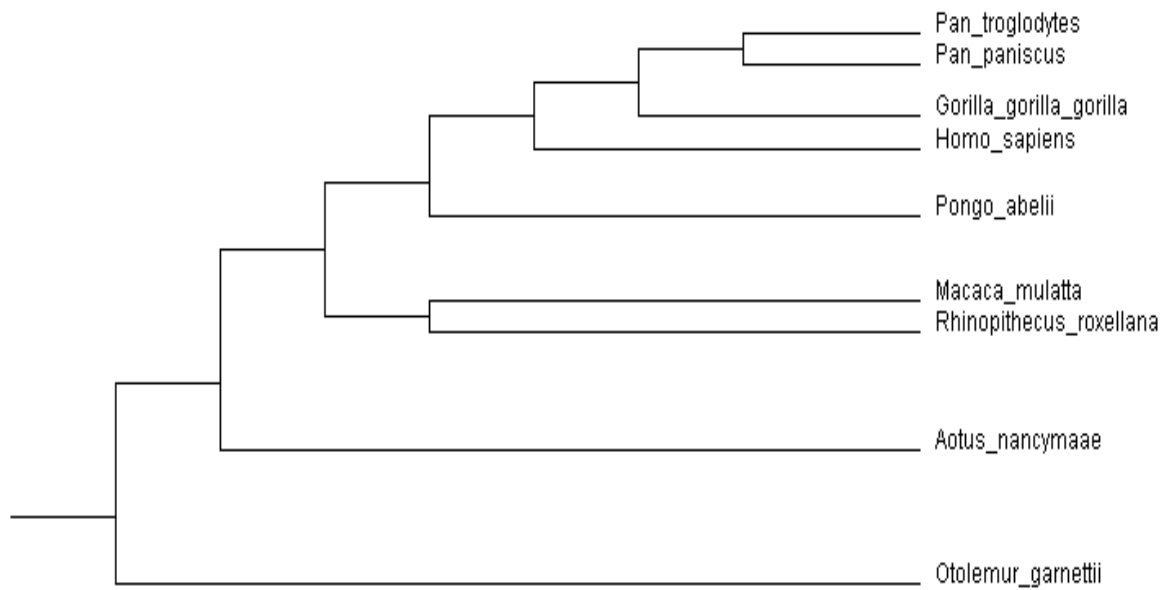 Pan_troglodytes
Pan_paniscus
Gorilla_gorilla_gorilla
Homo_sapiens
Pongo_abelii
Macaca_mulatta
Rhinopithecus_roxellana
Aotus_nancymaae
Otolemur_garnettii